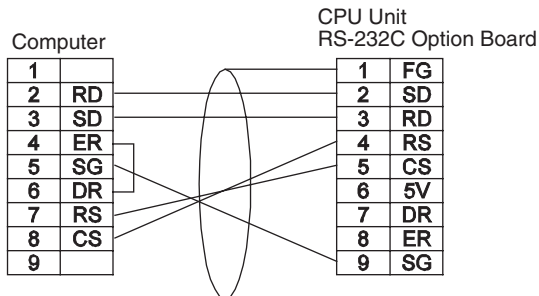 CPU Unit
RS-232C Option Board
Computer
1
2 RD
3 SD
4 ER
5 SG
6 DR
7 RS
8 CS
9
1 FG
2 SD
3 RD
4 RS
5 CS
6 5V
7 DR
8 ER
9 SG